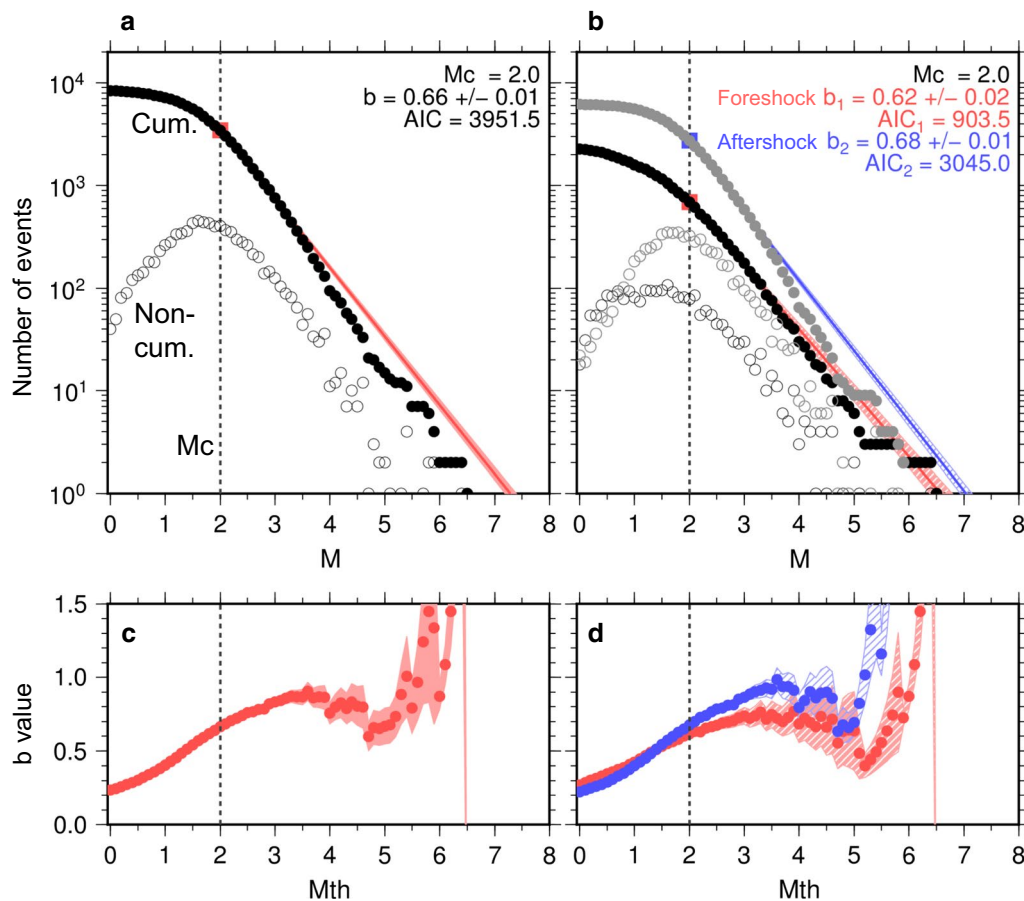 a
b
Mc = 2.0
b = 0.66 +/− 0.01
AIC = 3951.5
Cum.
Non-
cum.
Mc
Number of events
10⁴
10³
10²
10¹
10⁰
0 1 2 3 4 5 6 7 8
M
Mc = 2.0
Foreshock b₁ = 0.62 +/− 0.02
AIC₁ = 903.5
Aftershock b₂ = 0.68 +/− 0.01
AIC₂ = 3045.0
0 1 2 3 4 5 6 7 8
M
c
d
b value
1.5
1.0
0.5
0.0
0 1 2 3 4 5 6 7 8
Mth
0 1 2 3 4 5 6 7 8
Mth